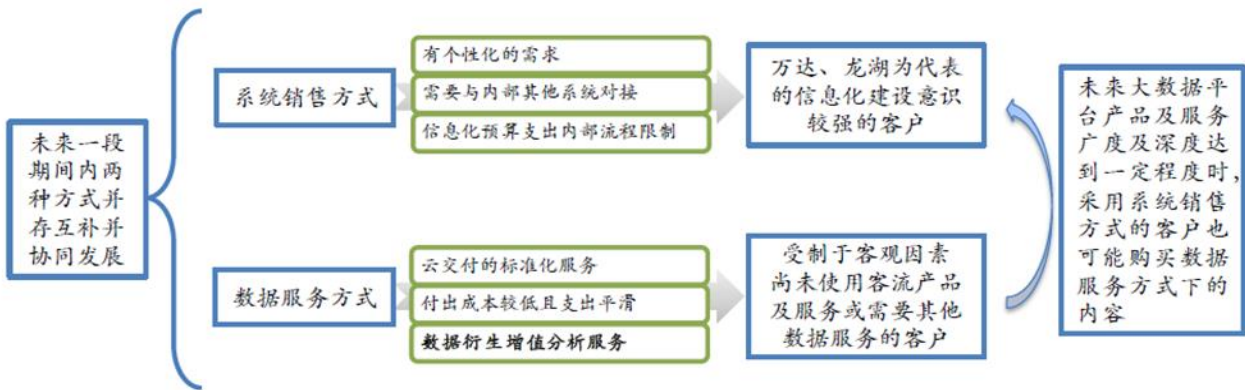 未来一段
期间内两
种方式并
存互补并
协同发展
系统销售方式
有个性化的需求
需要与内部其他系统对接
信息化预算支出内部流程限制
万达、龙湖为代表
的信息化建设意识
较强的客户
数据服务方式
云交付的标准化服务
付出成本较低且支出平滑
数据衍生增值分析服务
受制于客观因素
尚未使用客流产品
及服务或需要其他
数据服务的客户
未来大数据平
台产品及服务
广度及深度达
到一定程度时，
采用系统销售
方式的客户也
可能购买数据
服务方式下的
内容